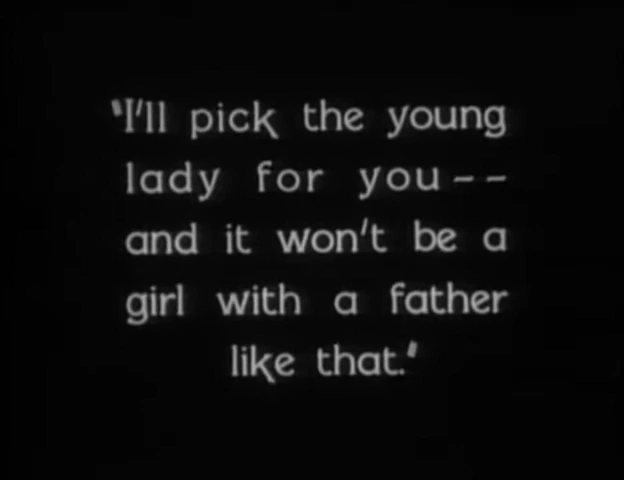 "I'll pick the young
lady for you--
and it won't be a
girl with a father
like that."